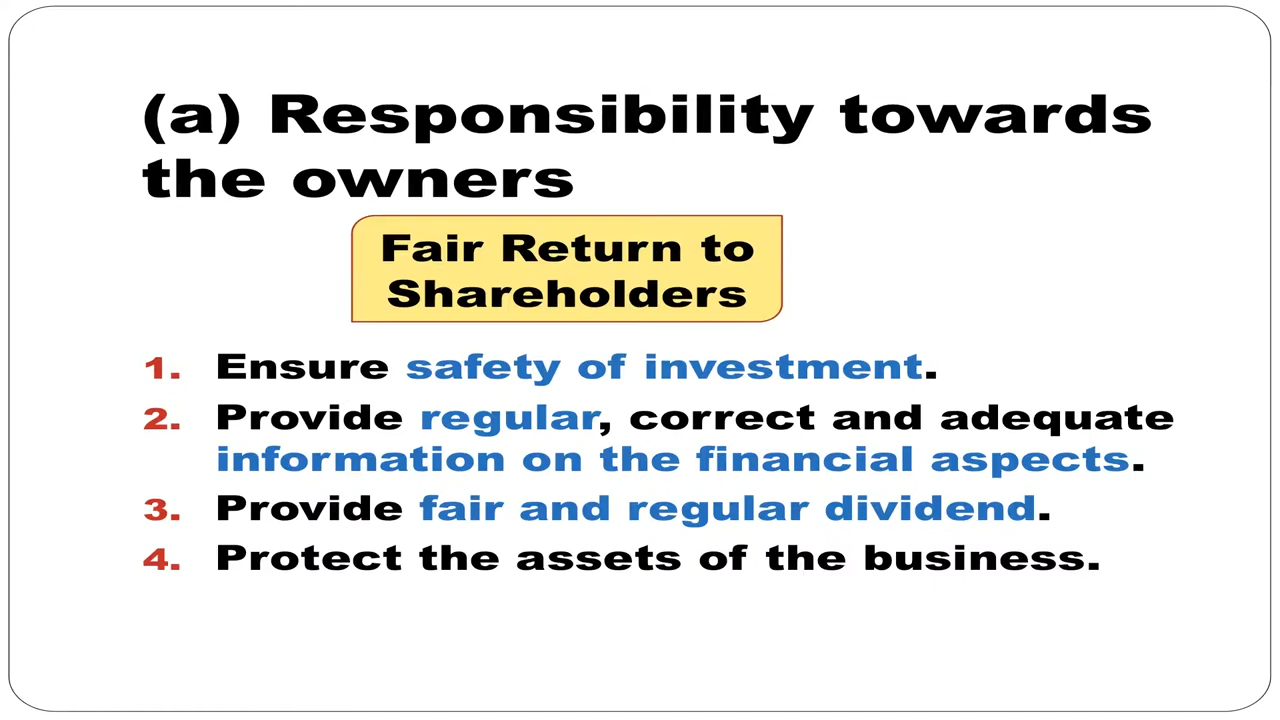 (a) Responsibility towards
the owners
Fair Return to
Shareholders
1. Ensure safety of investment.
2. Provide regular, correct and adequate
information on the financial aspects.
3. Provide fair and regular dividend.
4. Protect the assets of the business.